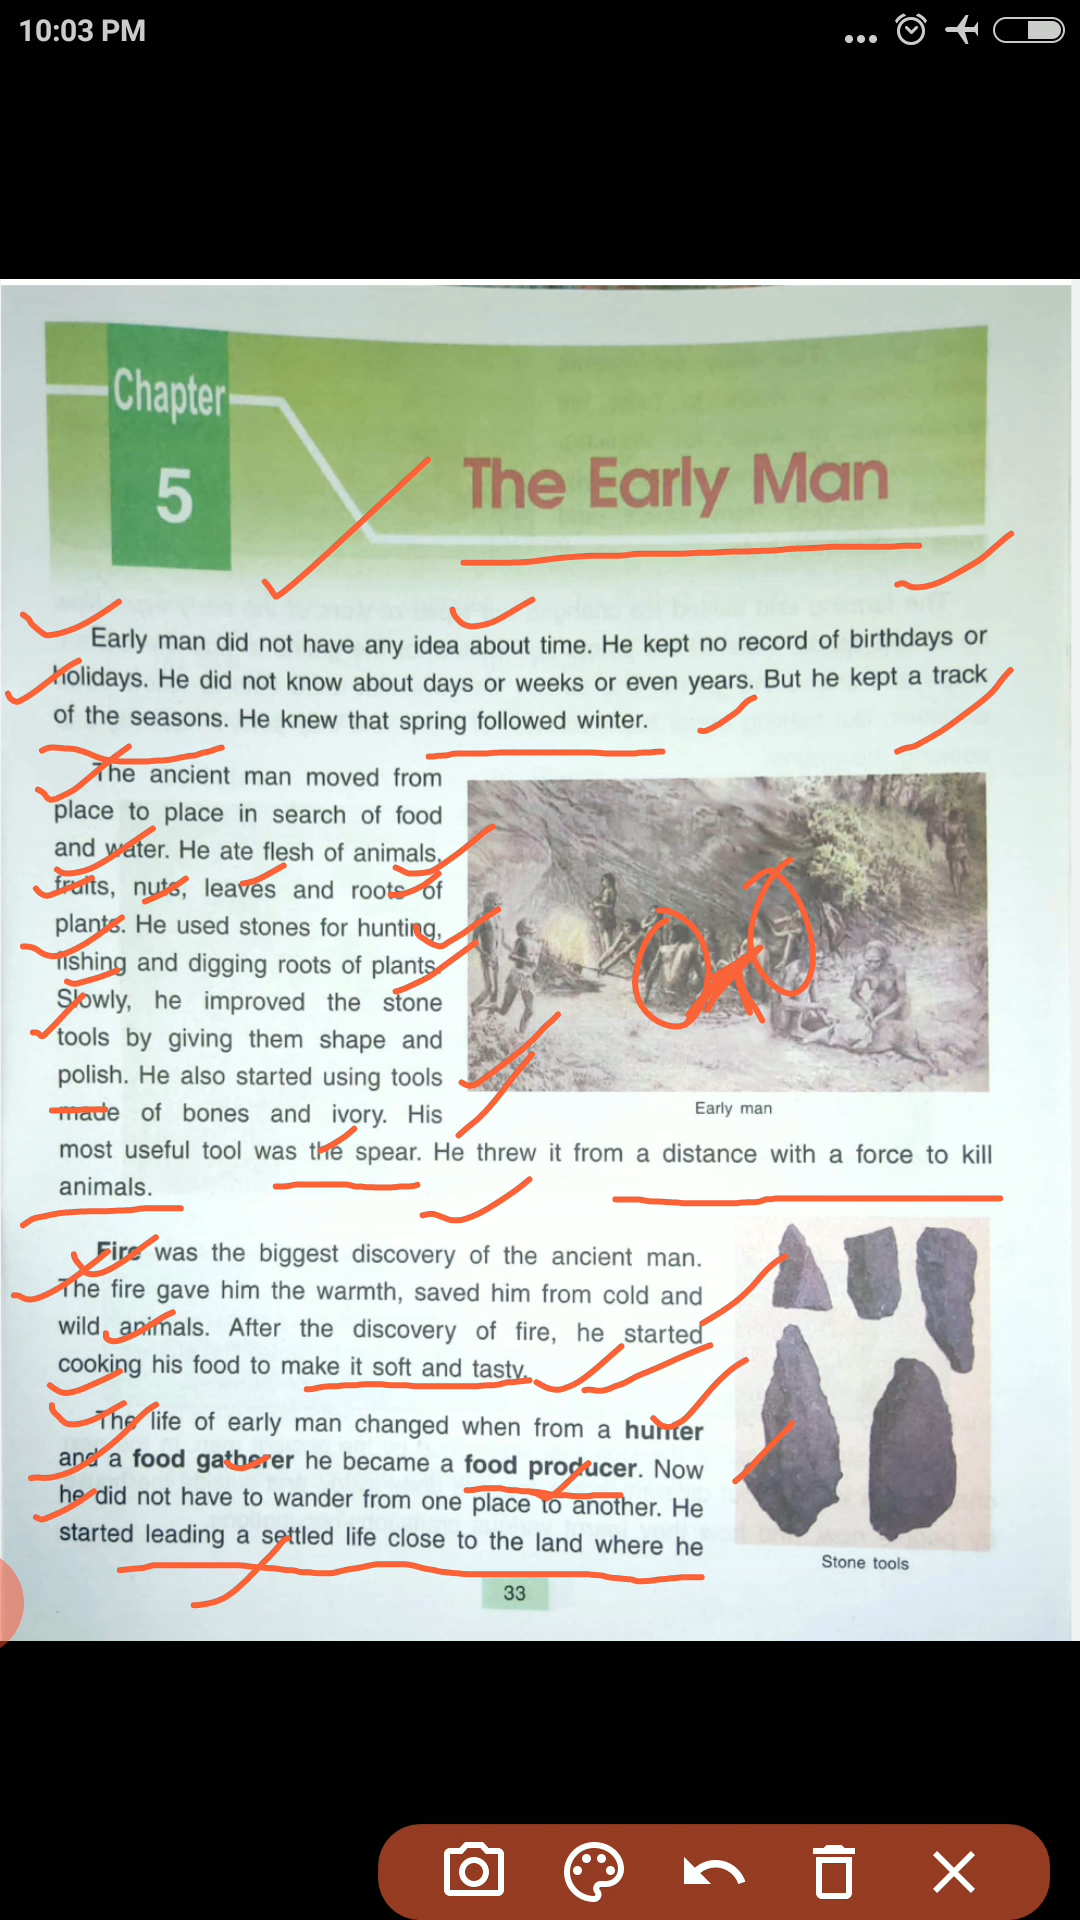 10:03 PM
Chapter
5
The Early Man
Early man did not have any idea about time. He kept no record of birthdays or
holidays. He did not know about days or weeks or even years. But he kept a track
of the seasons. He knew that spring followed winter.
The ancient man moved from
place to place in search of food
and water. He ate flesh of animals,
fruits, nuts, leaves and roots of
plants. He used stones for hunting,
fishing and digging roots of plants.
Slowly, he improved the stone
tools by giving them shape and
polish. He also started using tools
made of bones and ivory. His
most useful tool was the spear. He threw it from a distance with a force to kill
animals.
Early man
Fire was the biggest discovery of the ancient man.
The fire gave him the warmth, saved him from cold and
wild animals. After the discovery of fire, he started
cooking his food to make it soft and tasty.
The life of early man changed when from a hunter
and a food gatherer he became a food producer. Now
he did not have to wander from one place to another. He
started leading a settled life close to the land where he
Stone tools
33